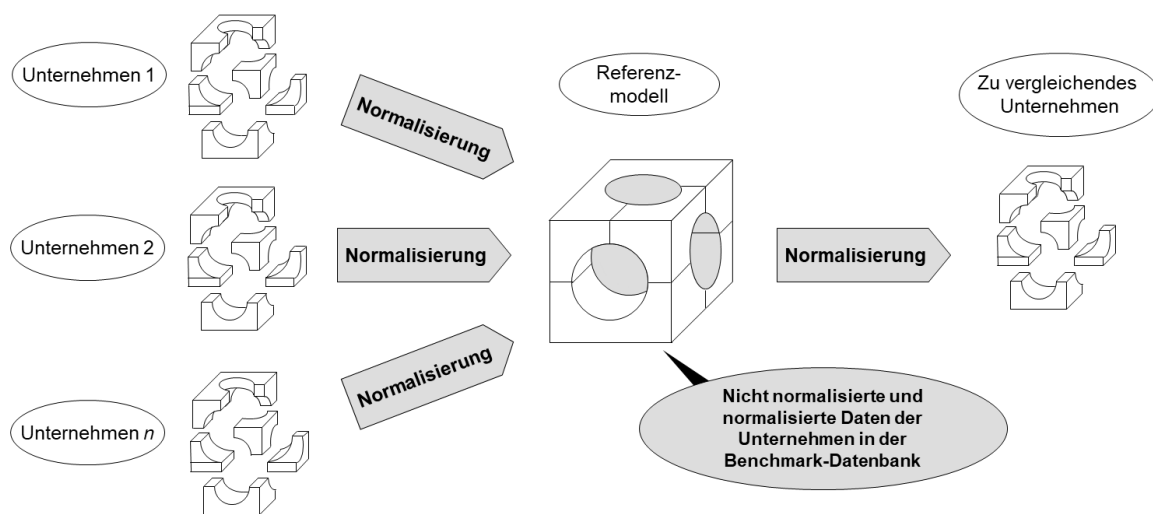 Unternehmen 1
Normalisierung
Referenz-
modell
Zu vergleichendes
Unternehmen
Unternehmen 2
Normalisierung
Normalisierung
Unternehmen n
Normalisierung
Nicht normalisierte und
normalisierte Daten der
Unternehmen in der
Benchmark-Datenbank